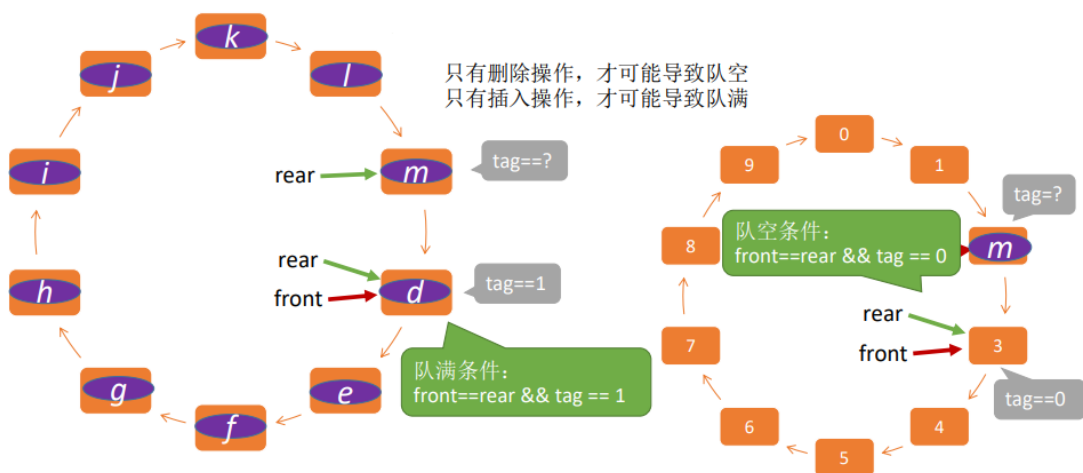 只有删除操作，才可能导致队空
只有插入操作，才可能导致队满
k
j
l
i
rear
m
tag==?
rear
front
d
tag==1
h
g
f
e
队满条件：
front==rear && tag == 1
0
9
1
tag=?
8
队空条件：
front==rear && tag == 0
m
rear
front
3
tag==0
7
6
5
4